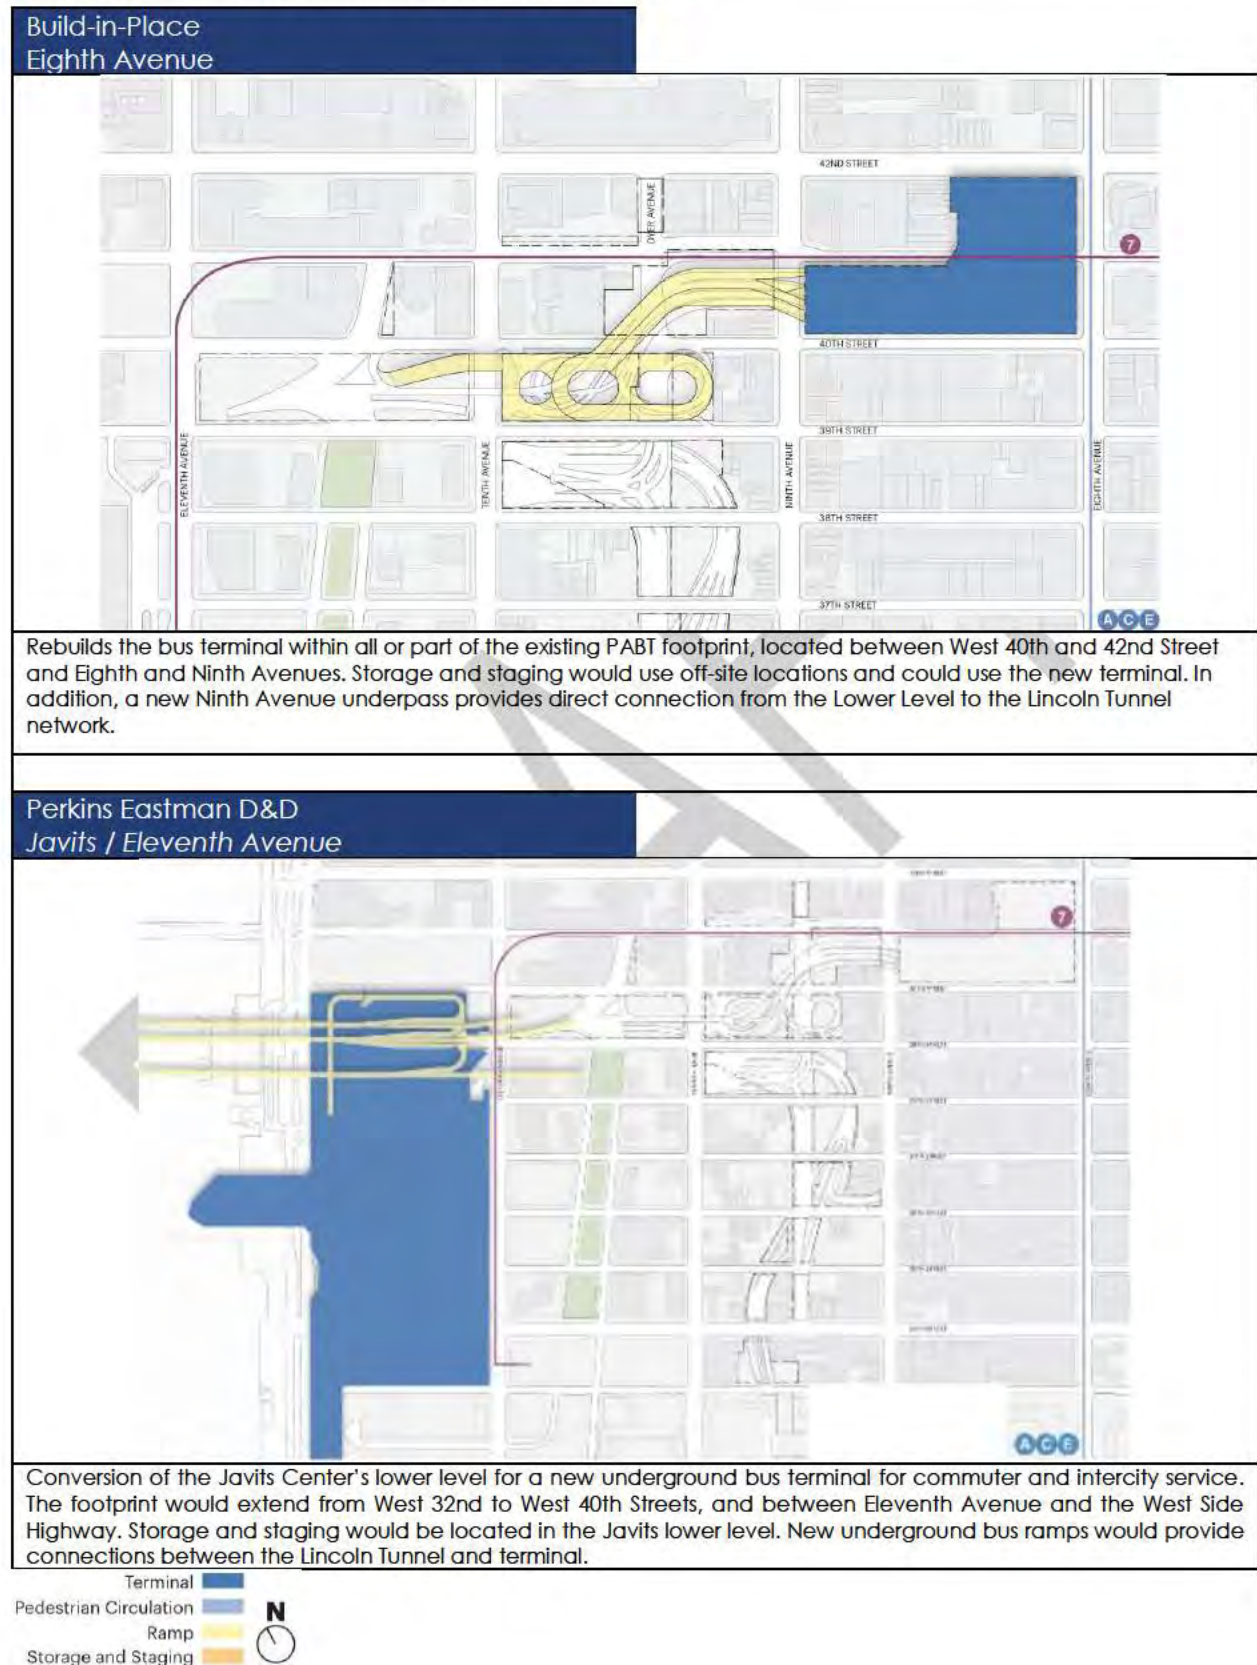 Build-in-Place
Eighth Avenue
42ND STREET
DYER AVENUE
7
40TH STREET
39TH STREET
ELEVENTH AVENUE
TENTH AVENUE
NINTH AVENUE
EIGHTH AVENUE
38TH STREET
37TH STREET
A C E
Rebuilds the bus terminal within all or part of the existing PABT footprint, located between West 40th and 42nd Street
and Eighth and Ninth Avenues. Storage and staging would use off-site locations and could use the new terminal. In
addition, a new Ninth Avenue underpass provides direct connection from the Lower Level to the Lincoln Tunnel
network.
Perkins Eastman D&D
Javits / Eleventh Avenue
7
A C E
Conversion of the Javits Center's lower level for a new underground bus terminal for commuter and intercity service.
The footprint would extend from West 32nd to West 40th Streets, and between Eleventh Avenue and the West Side
Highway. Storage and staging would be located in the Javits lower level. New underground bus ramps would provide
connections between the Lincoln Tunnel and terminal.
Terminal
Pedestrian Circulation
Ramp
Storage and Staging
N